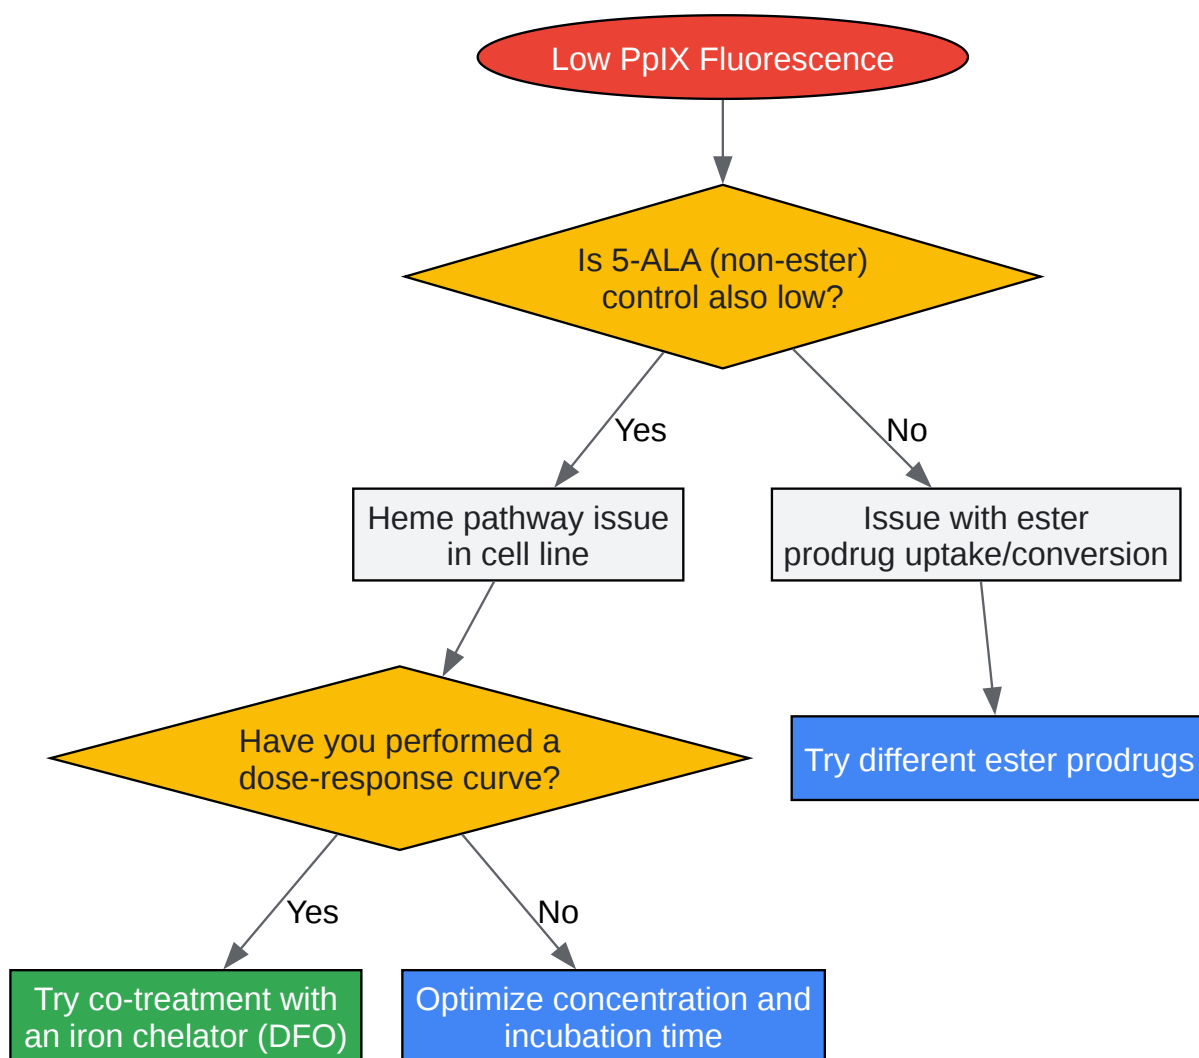 Low PpIX Fluorescence
Is 5-ALA (non-ester)
control also low?
Yes
No
Heme pathway issue
in cell line
Issue with ester
prodrug uptake/conversion
Have you performed a
dose-response curve?
Try different ester prodrugs
Yes
No
Try co-treatment with
an iron chelator (DFO)
Optimize concentration and
incubation time